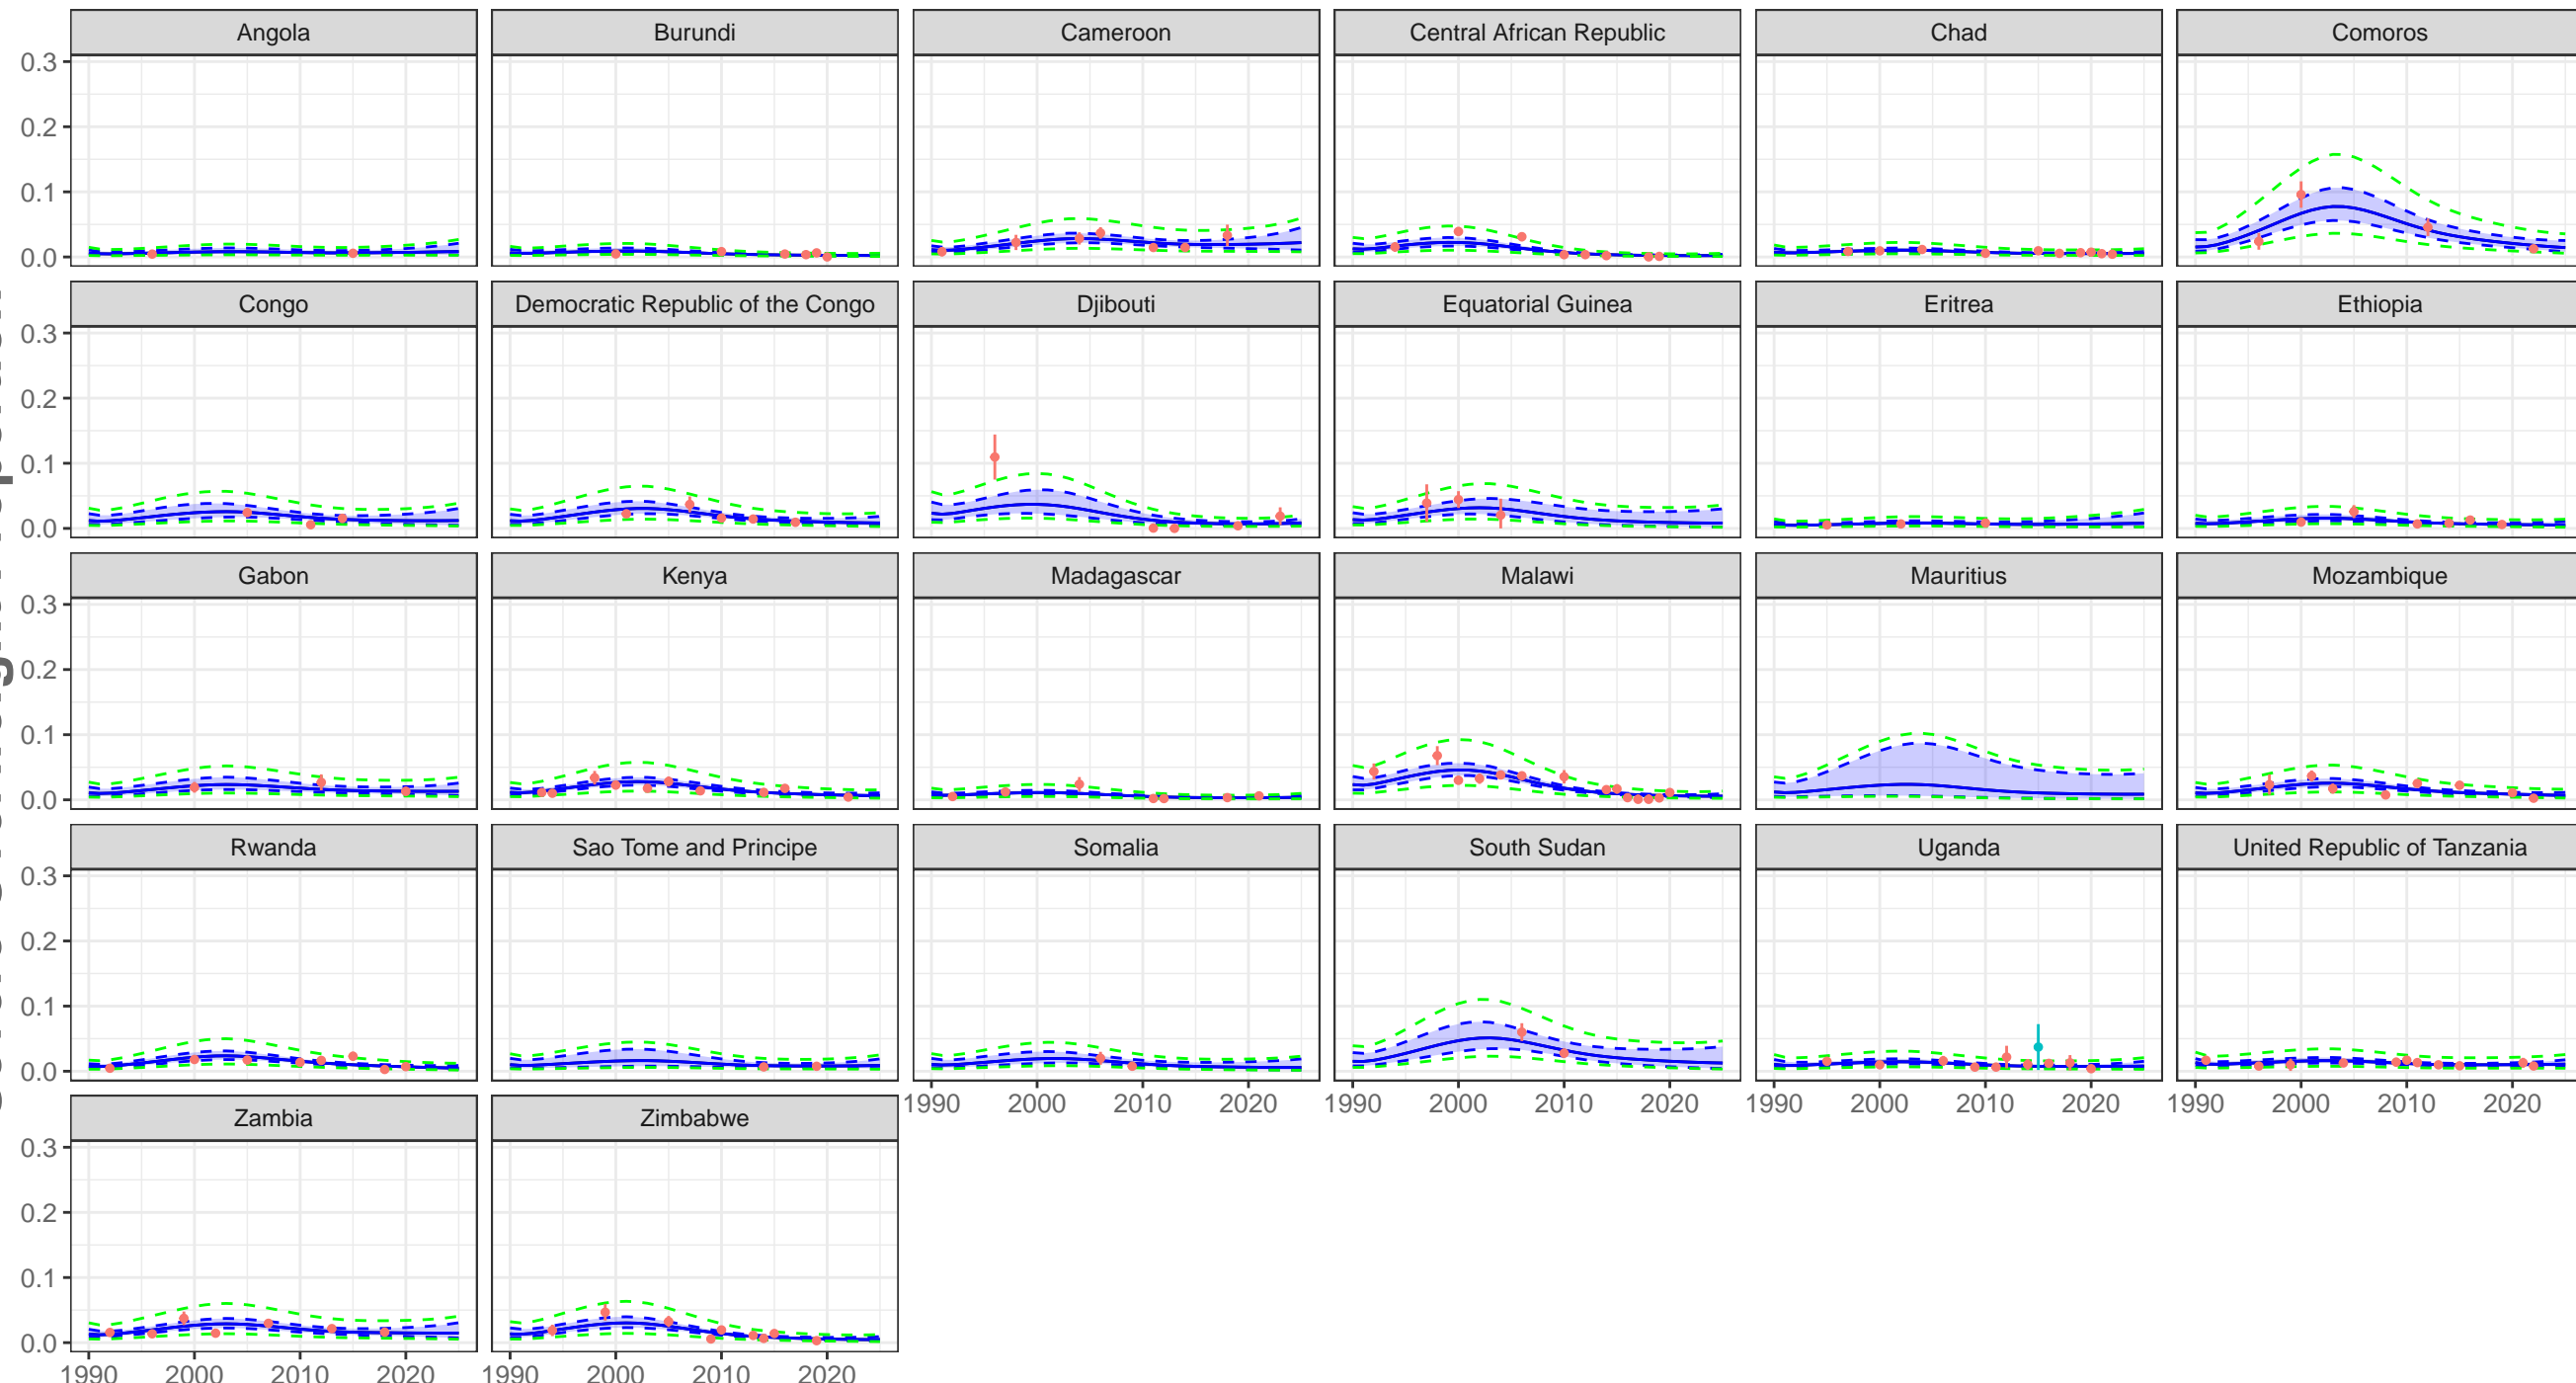 Angola Burundi Cameroon Central African Republic Chad Comoros
0.3
0.2
0.1
0.0
Congo Democratic Republic of the Congo Djibouti Equatorial Guinea Eritrea Ethiopia
0.3
0.2
0.1
0.0
Gabon Kenya Madagascar Malawi Mauritius Mozambique
0.3
0.2
0.1
0.0
Rwanda Sao Tome and Principe Somalia South Sudan Uganda United Republic of Tanzania
0.3
0.2
0.1
0.0
1990 2000 2010 2020 1990 2000 2010 2020 1990 2000 2010 2020 1990 2000 2010 2020
Zambia Zimbabwe
0.3
0.2
0.1
0.0
1990 2000 2010 2020 1990 2000 2010 2020